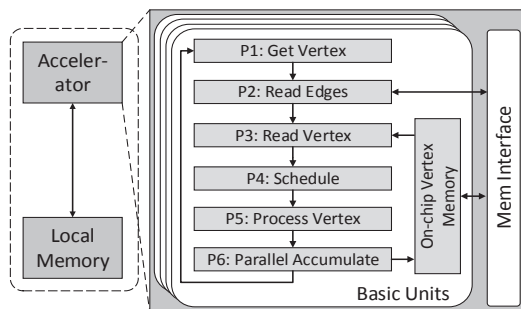 Acceler-
ator
Local
Memory
P1: Get Vertex
P2: Read Edges
P3: Read Vertex
P4: Schedule
P5: Process Vertex
P6: Parallel Accumulate
On-chip Vertex
Memory
Basic Units
Mem Interface